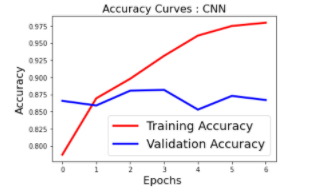 Accuracy Curves : CNN
Accuracy
0.975
0.950
0.925
0.900
0.875
0.850
0.825
0.800
Training Accuracy
Validation Accuracy
0 1 2 3 4 5 6
Epochs